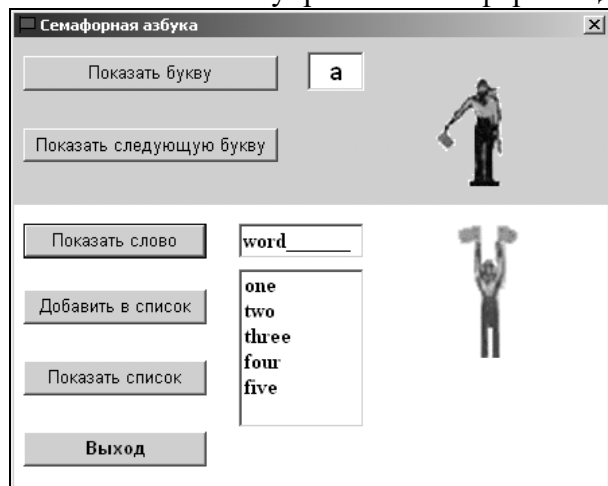 Семафорная азбука
Показать букву
a
Показать следующую букву
Показать слово
word______
Добавить в список
one
two
three
four
five
Показать список
Выход